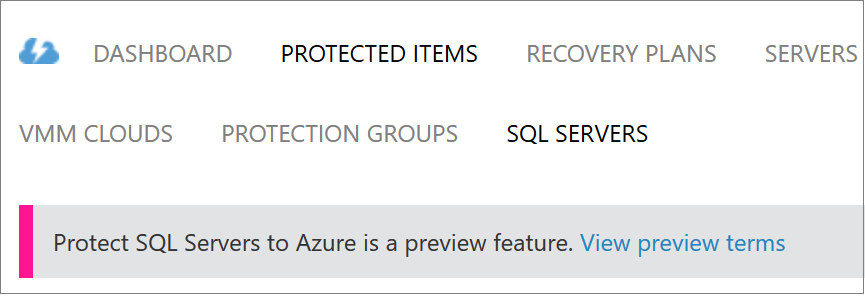 DASHBOARD PROTECTED ITEMS RECOVERY PLANS SERVERS
VMM CLOUDS PROTECTION GROUPS SQL SERVERS
Protect SQL Servers to Azure is a preview feature. View preview terms